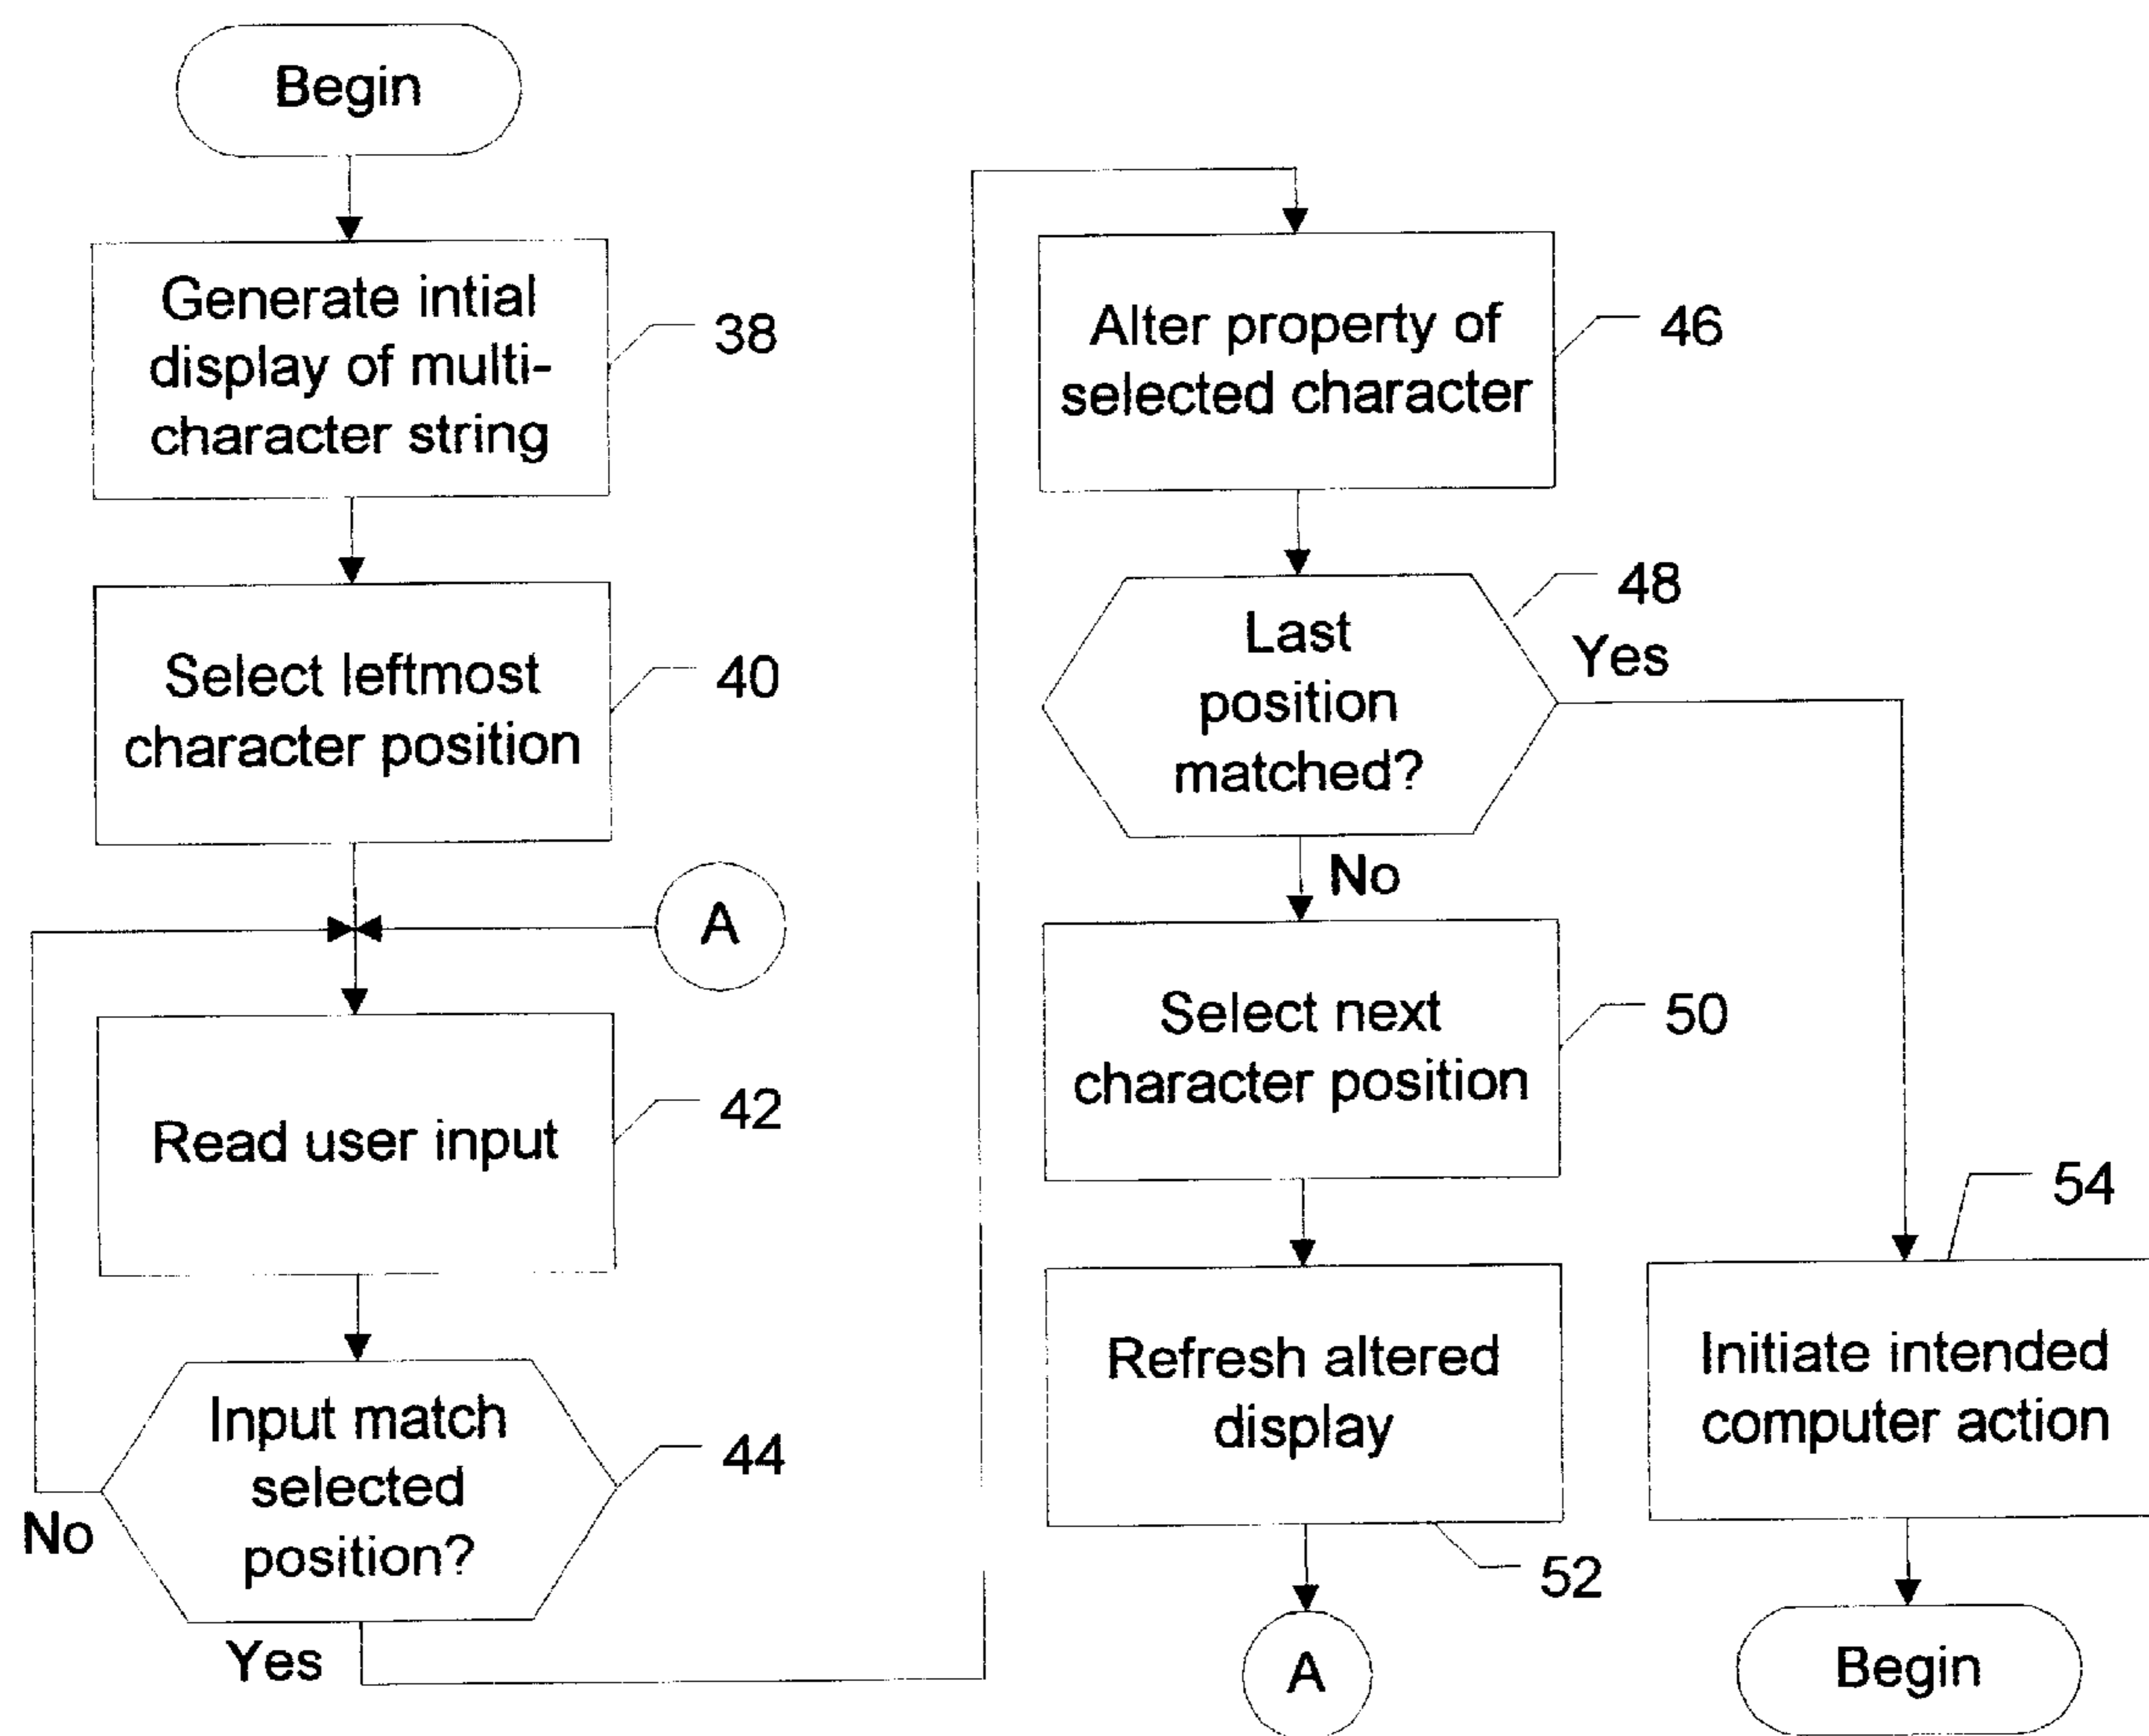 Begin
Generate intial
display of multi-
character string
38
Select leftmost
character position
40
A
Read user input
42
Input match
selected
position?
44
No
Yes
Alter property of
selected character
46
Last
position
matched?
48
Yes
No
Select next
character position
50
Refresh altered
display
52
A
54
Initiate intended
computer action
Begin